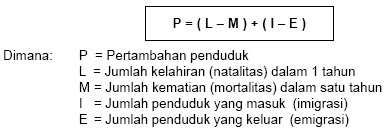 P = ( L – M ) + ( I – E )
Dimana: P = Pertambahan penduduk
L = Jumlah kelahiran (natalitas) dalam 1 tahun
M = Jumlah kematian (mortalitas) dalam satu tahun
I = Jumlah penduduk yang masuk (imigrasi)
E = Jumlah penduduk yang keluar (emigrasi)